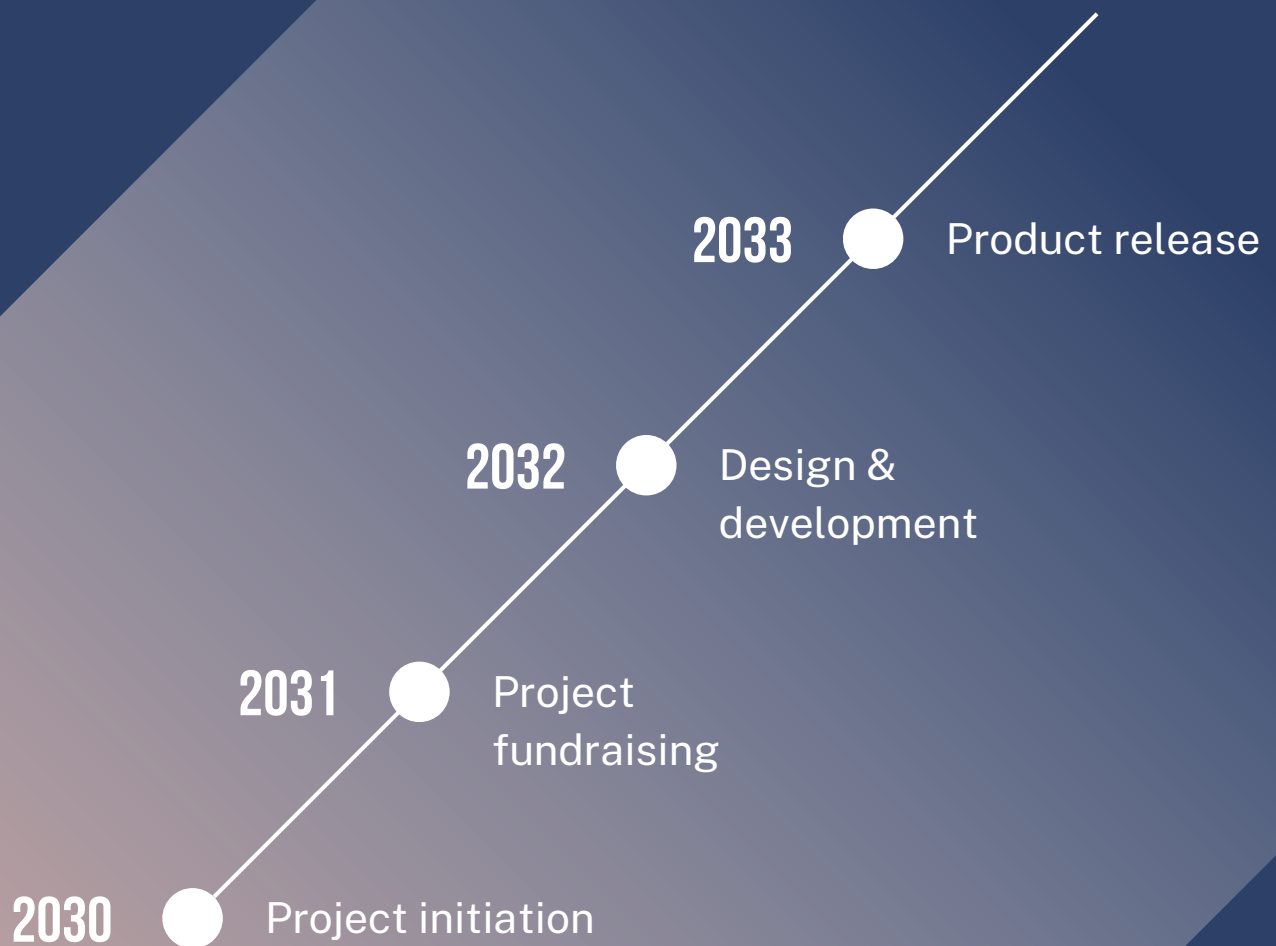 2033 Product release
2032 Design &
development
2031 Project
fundraising
2030 Project initiation